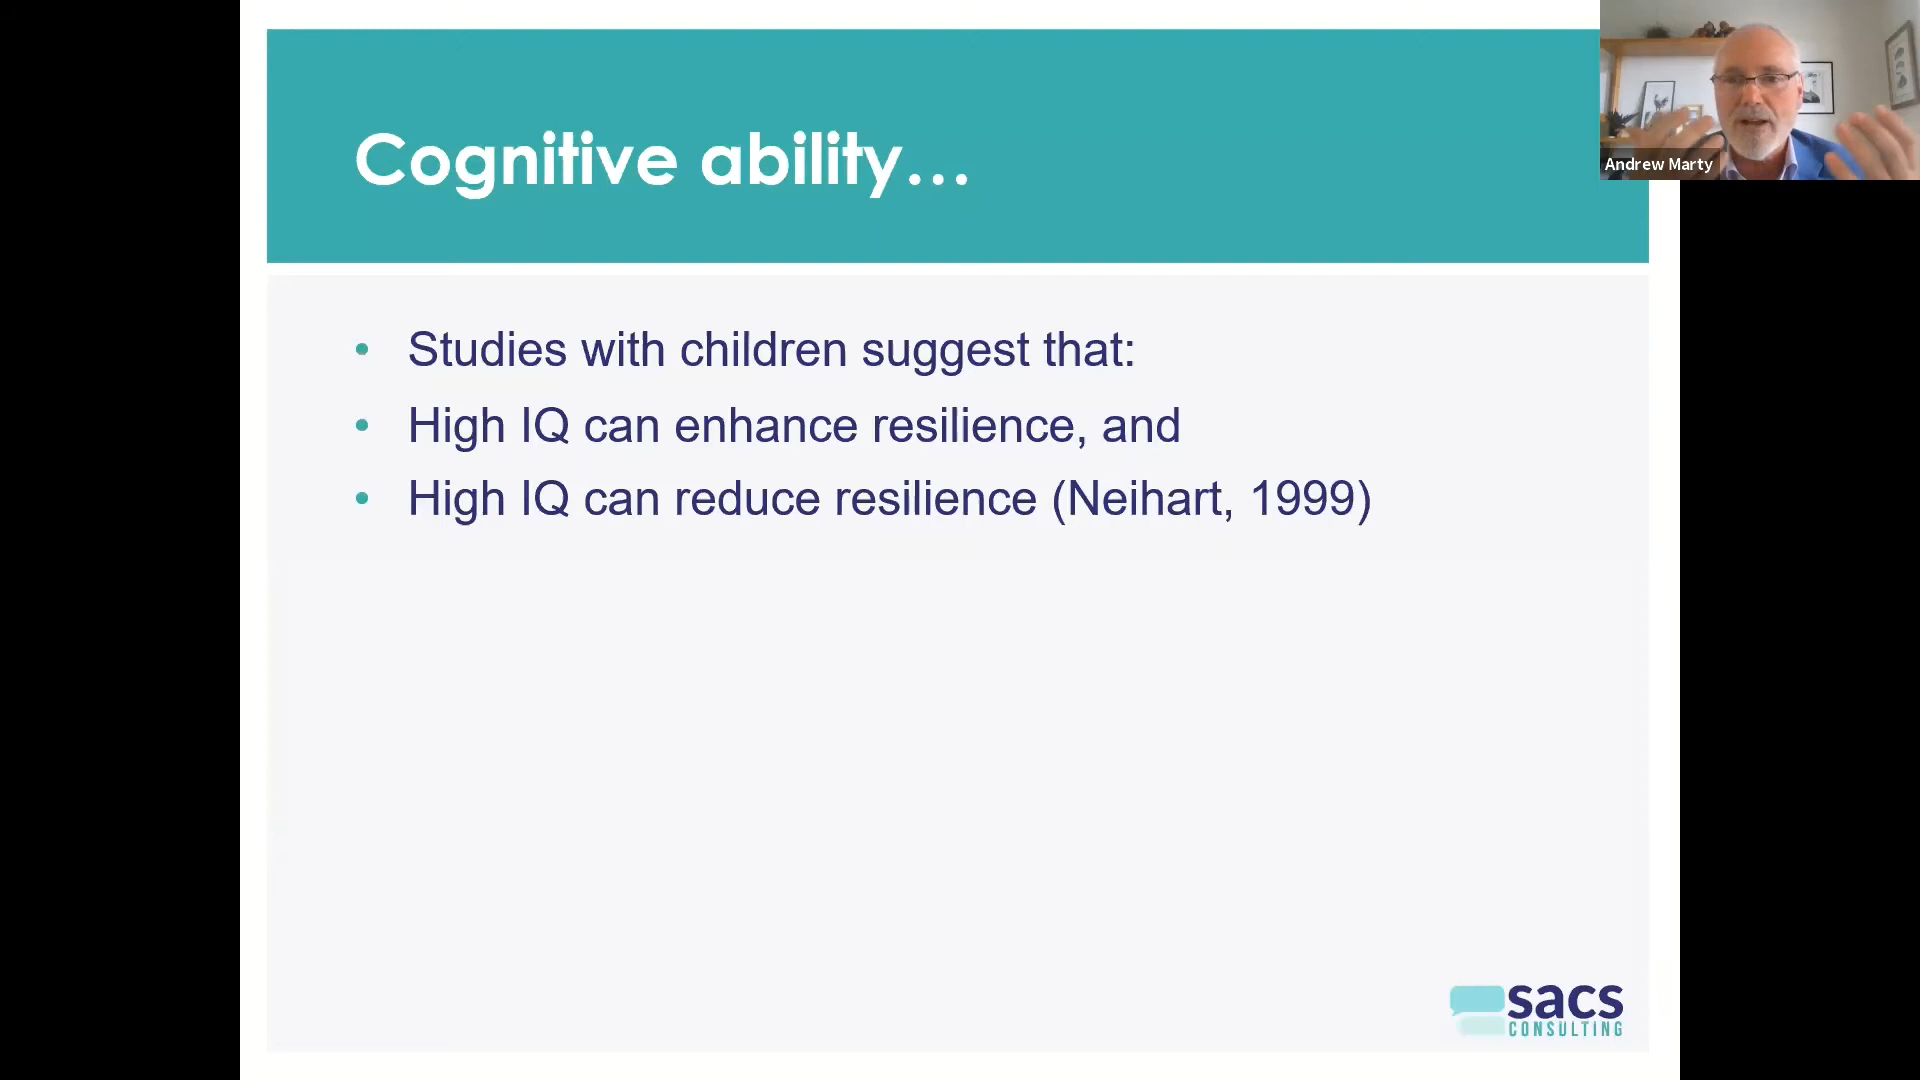 Cognitive ability...
Andrew Marty
• Studies with children suggest that:
• High IQ can enhance resilience, and
• High IQ can reduce resilience (Neihart, 1999)
sacs
CONSULTING